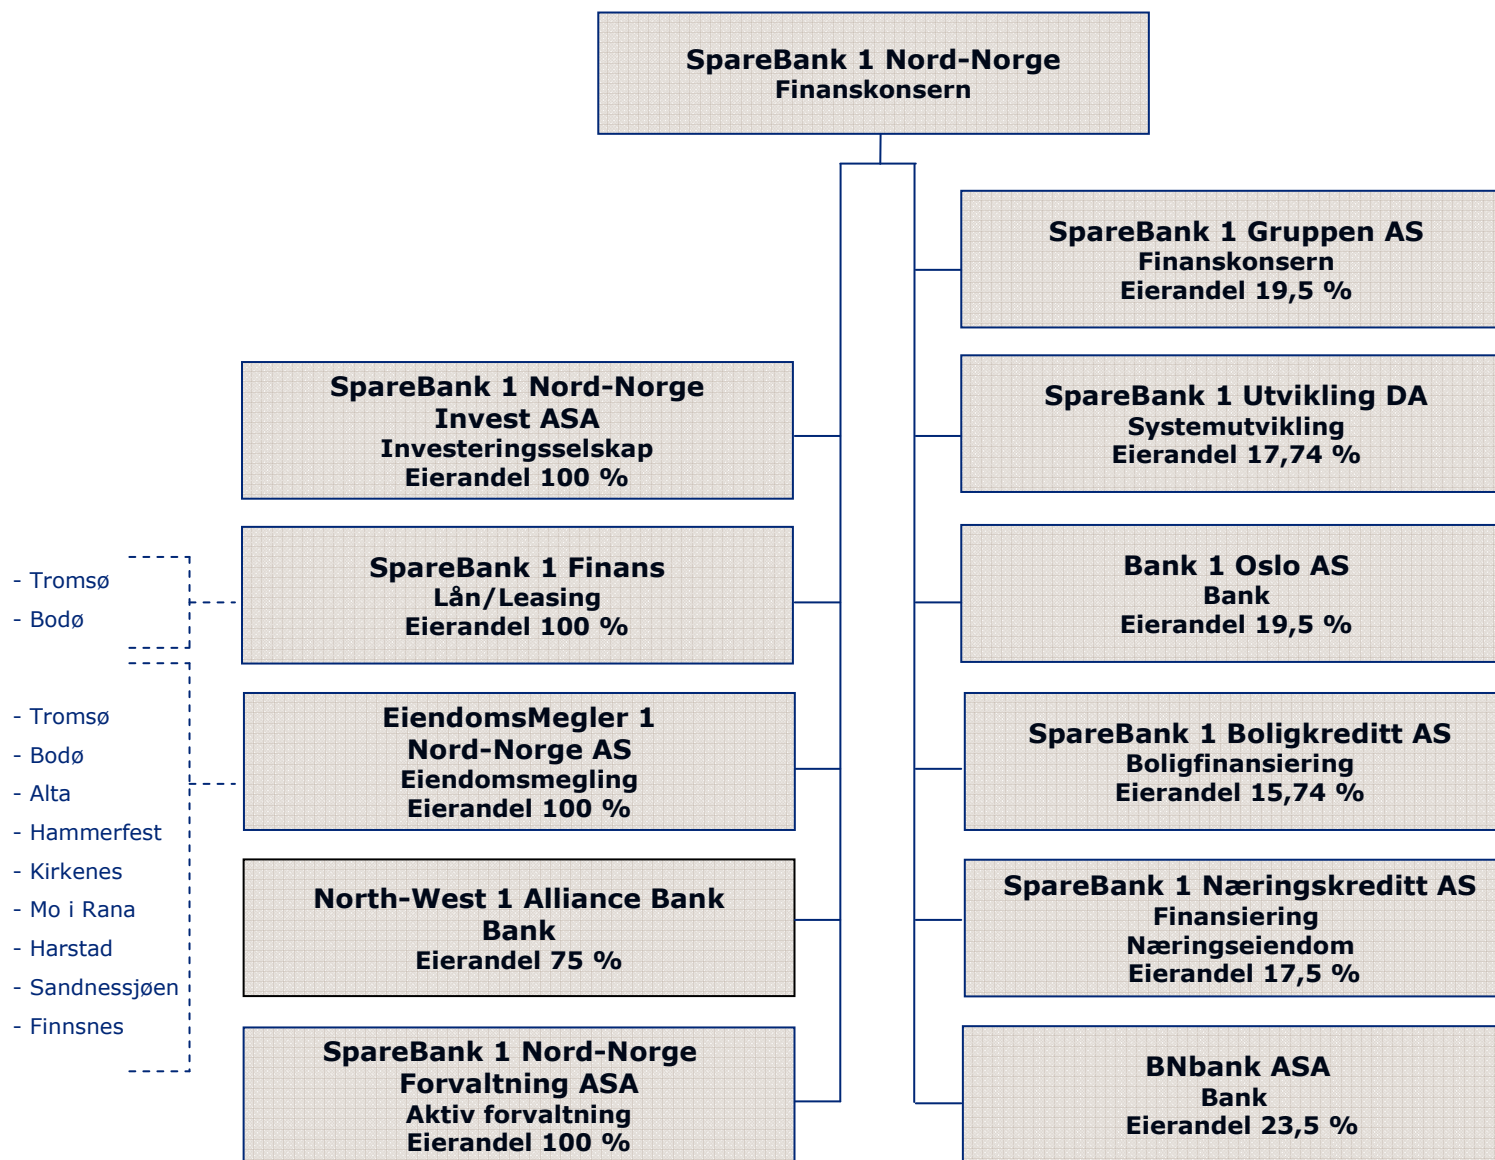 SpareBank 1 Nord-Norge
Finanskonsern
SpareBank 1 Nord-Norge
Invest ASA
Investeringsselskap
Eierandel 100 %
SpareBank 1 Finans
Lån/Leasing
Eierandel 100 %
- Tromsø
- Bodø
EiendomsMegler 1
Nord-Norge AS
Eiendomsmegling
Eierandel 100 %
- Tromsø
- Bodø
- Alta
- Hammerfest
- Kirkenes
- Mo i Rana
- Harstad
- Sandnessjøen
- Finnsnes
North-West 1 Alliance Bank
Bank
Eierandel 75 %
SpareBank 1 Nord-Norge
Forvaltning ASA
Aktiv forvaltning
Eierandel 100 %
SpareBank 1 Gruppen AS
Finanskonsern
Eierandel 19,5 %
SpareBank 1 Utvikling DA
Systemutvikling
Eierandel 17,74 %
Bank 1 Oslo AS
Bank
Eierandel 19,5 %
SpareBank 1 Boligkreditt AS
Boligfinansiering
Eierandel 15,74 %
SpareBank 1 Næringskreditt AS
Finansiering
Næringseiendom
Eierandel 17,5 %
BNbank ASA
Bank
Eierandel 23,5 %